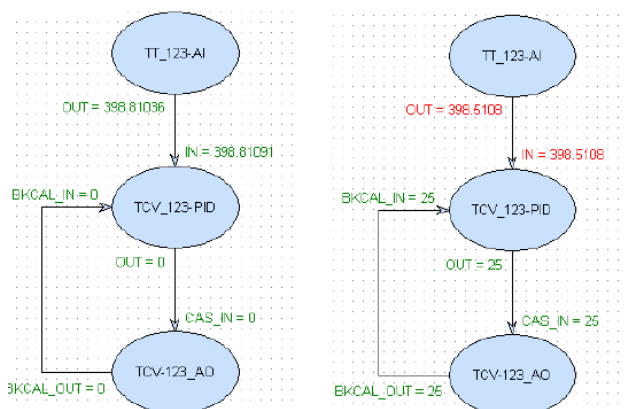 TT_123-AI
OUT = 398.81036
IN = 398.81091
BKCAL_IN = 0
TCV_123-PID
OUT = 0
CAS_IN = 0
TCV-123_AO
BKCAL_OUT = 0
TT_123-AI
OUT = 398.5108
IN = 398.5108
BKCAL_IN = 25
TCV_123-PID
OUT = 25
CAS_IN = 25
TCV-123_AO
BKCAL_OUT = 25